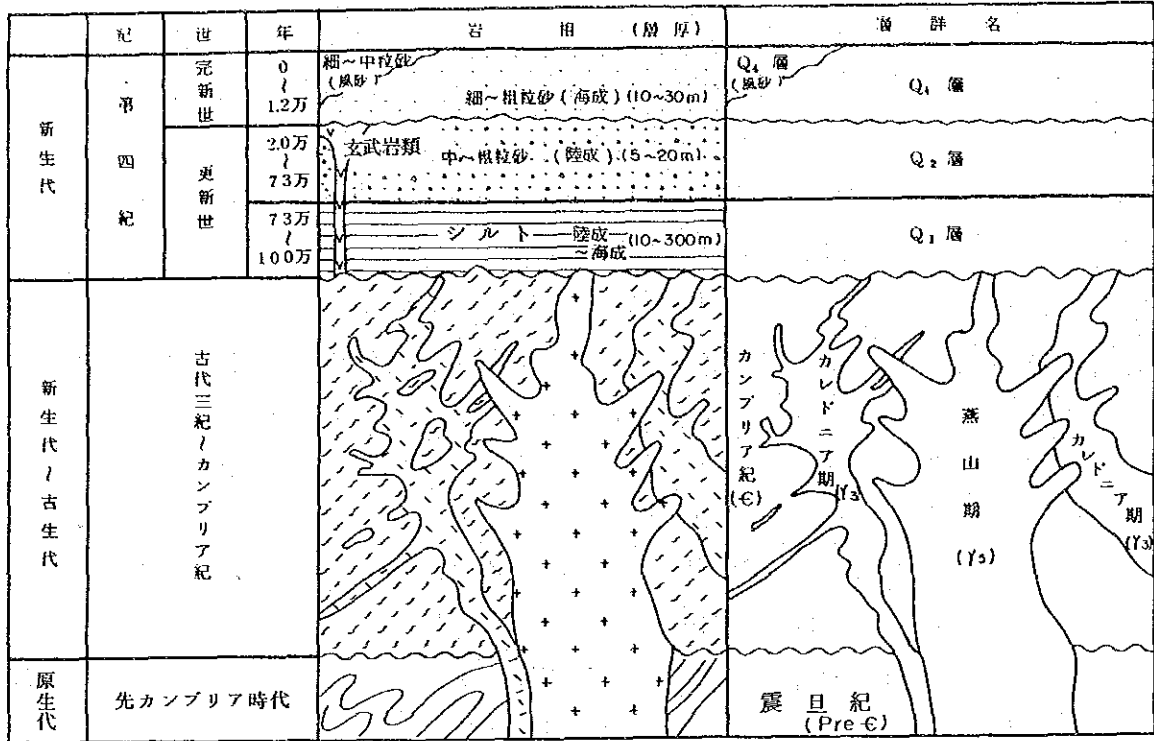 紀 世 年 岩 相 (層厚) 層 詳 名
新生代
第四紀
完新世
0
~
1.2万
細~中粒砂
(風砂)
細~粗粒砂(海成)(10~30m)
Q₄ 層
(風砂)
Q₄ 層
更新世
20万
~
73万
玄武岩類
中~粗粒砂 (陸成)(5~20m)
Q₂ 層
73万
~
100万
シルト 陸成 (10~300m)
~海成
Q₁ 層
新生代~古生代
古代三紀~カンブリア紀
カンブリア紀(Є)
カレドニア期(γ3)
燕山期(γ5)
カレドニア期(γ3)
原生代
先カンブリア時代
震旦紀
(Pre Є)